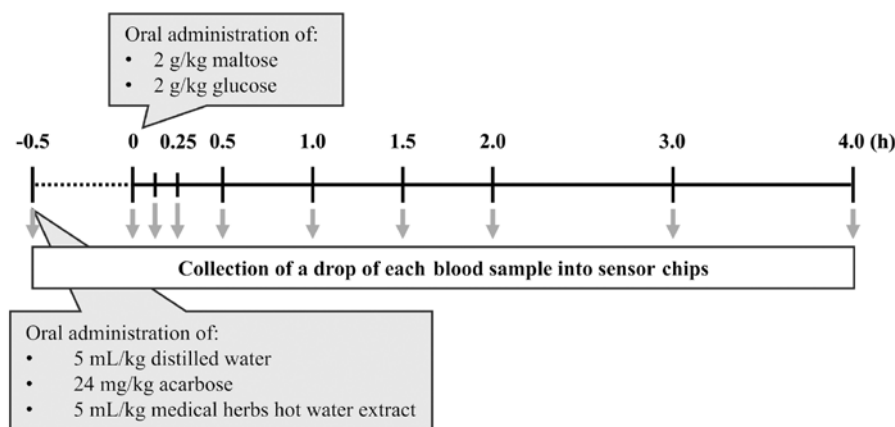 Oral administration of:
• 2 g/kg maltose
• 2 g/kg glucose
-0.5 0 0.25 0.5 1.0 1.5 2.0 3.0 4.0 (h)
Collection of a drop of each blood sample into sensor chips
Oral administration of:
• 5 mL/kg distilled water
• 24 mg/kg acarbose
• 5 mL/kg medical herbs hot water extract